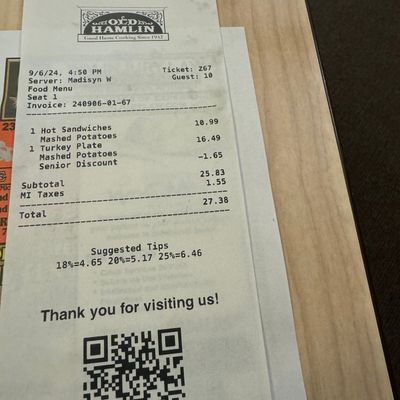 OLD
HAMLIN
Good Home Cooking Since 1942
9/6/24, 4:50 PM Ticket: Z67
Server: Madisyn W Guest: 10
Food Menu
Seat 1
Invoice: 240906-01-67
1 Hot Sandwiches 10.99
Mashed Potatoes
1 Turkey Plate 16.49
Mashed Potatoes
Senior Discount -1.65
Subtotal 25.83
MI Taxes 1.55
Total 27.38
Suggested Tips
18%=4.65 20%=5.17 25%=6.46
Thank you for visiting us!